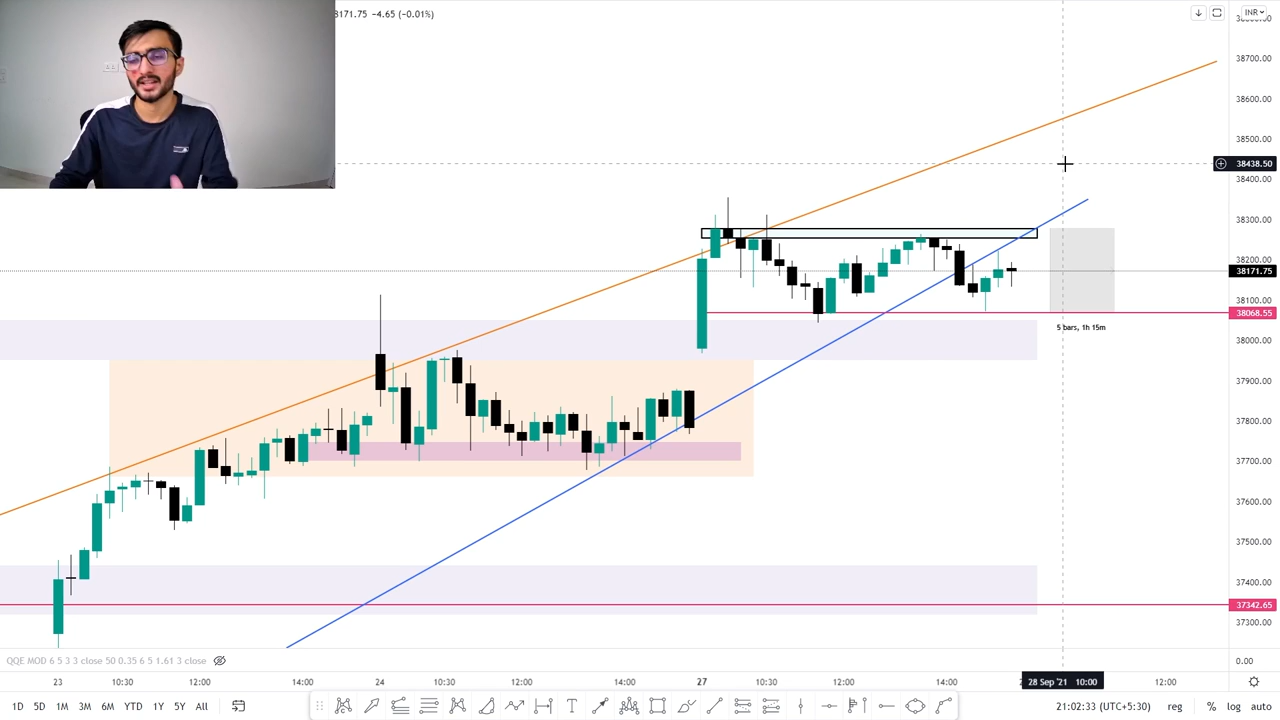 3171.75 −4.65 (−0.01%)
INR
38700.00
38600.00
38500.00
38438.50
38400.00
38300.00
38200.00
38171.75
38100.00
38068.55
5 bars, 1h 15m
38000.00
37900.00
37800.00
37700.00
37600.00
37500.00
37400.00
37342.65
37300.00
QQE MOD 6 5 3 3 close 50 0.35 6 5 1.61 3 close
0.00
23 10:30 12:00 14:00 24 10:30 12:00 14:00 27 10:30 12:00 14:00 28 Sep '21 10:00 12:00
1D 5D 1M 3M 6M YTD 1Y 5Y All
T
21:02:33 (UTC+5:30) reg % log auto